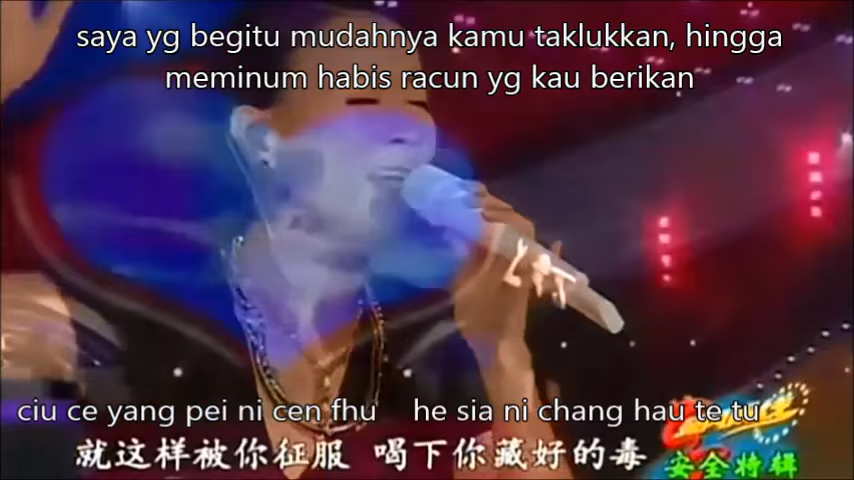 saya yg begitu mudahnya kamu taklukkan, hingga
meminum habis racun yg kau berikan
ciu ce yang pei ni cen fhu he sia ni chang hau te tu
就这样被你征服 喝下你藏好的毒
安全特辑